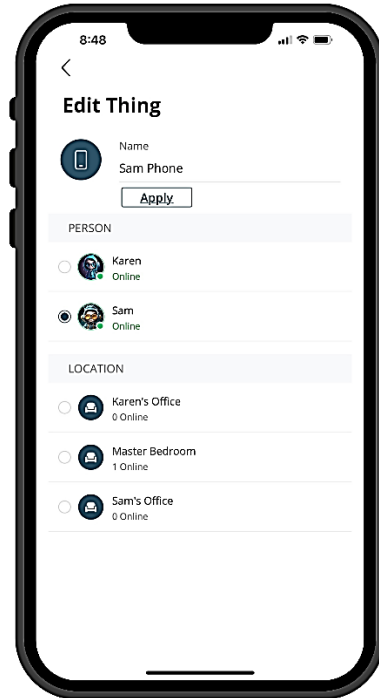 8:48
Edit Thing
Name
Sam Phone
Apply
PERSON
Karen
Online
Sam
Online
LOCATION
Karen's Office
0 Online
Master Bedroom
1 Online
Sam's Office
0 Online